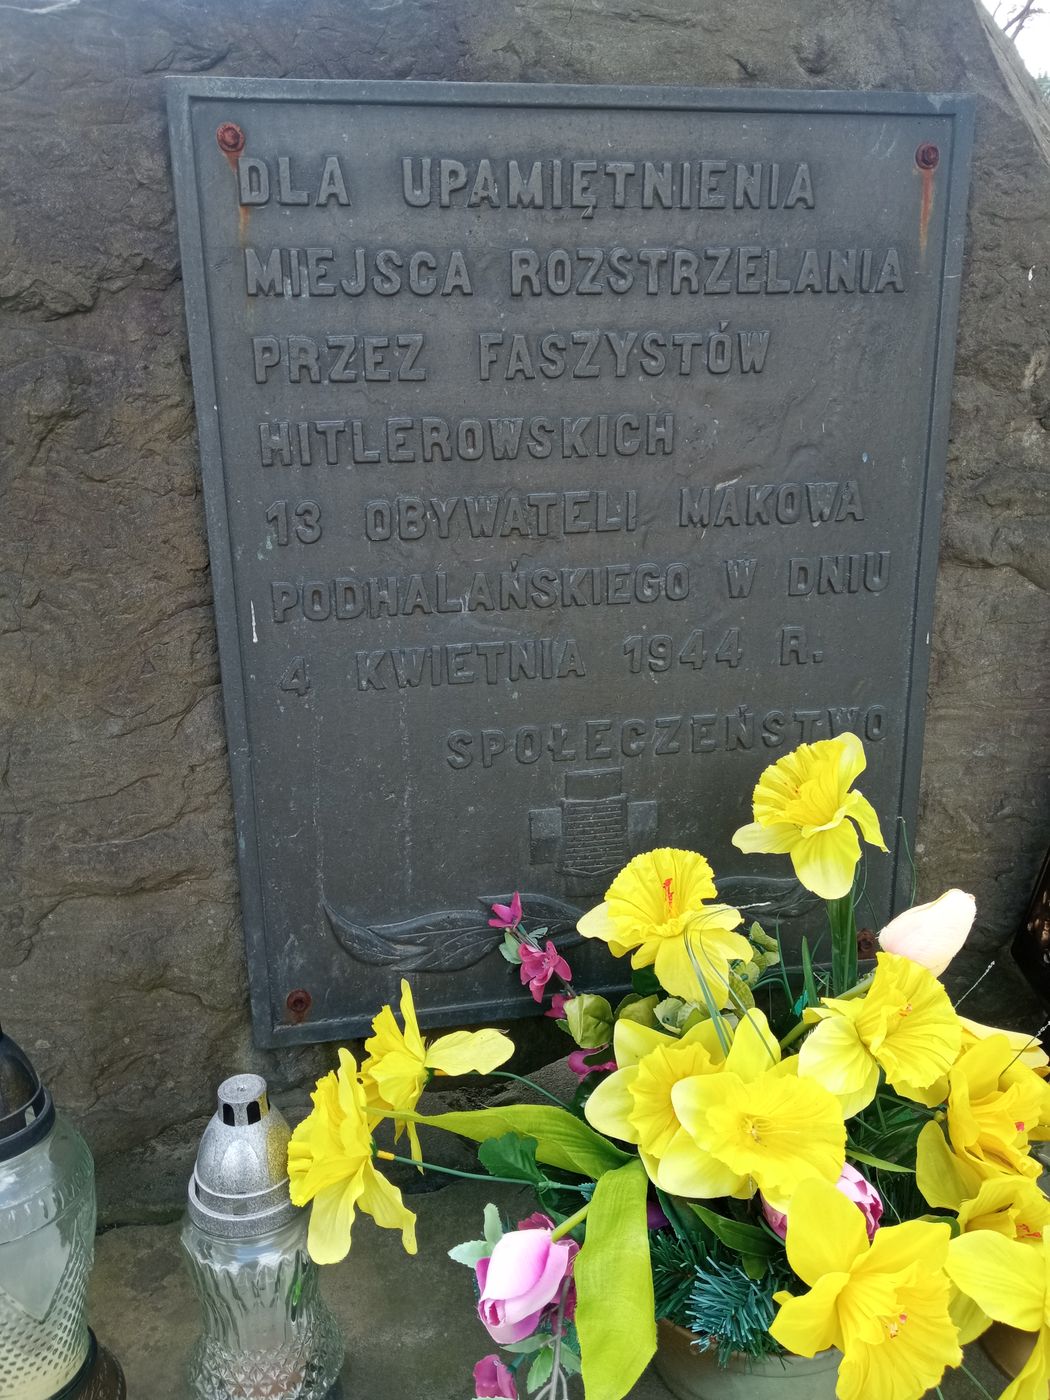 DLA UPAMIĘTNIENIA
MIEJSCA ROZSTRZELANIA
PRZEZ FASZYSTÓW
HITLEROWSKICH
13 OBYWATELI MAKOWA
PODHALAŃSKIEGO W DNIU
4 KWIETNIA 1944 R.
SPOŁECZEŃSTWO